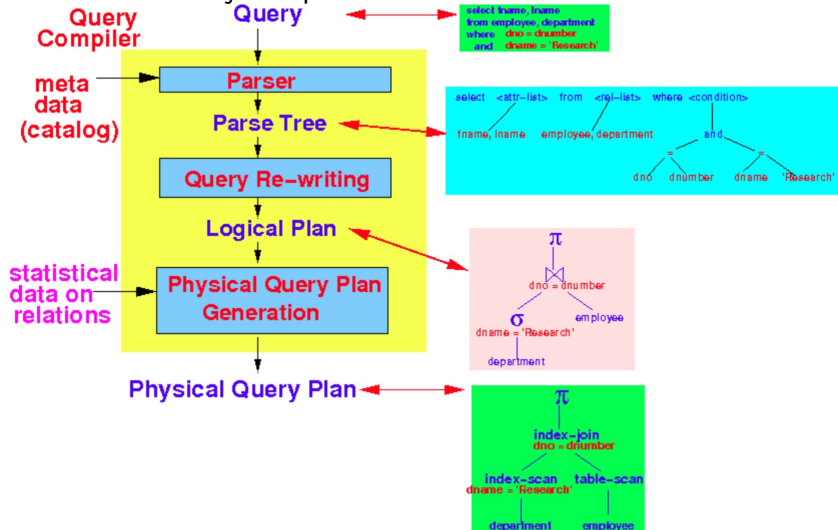 Query Compiler
Query
select fname, lname
from employee, department
where dno = dnumber
and dname = 'Research'
meta data (catalog)
Parser
Parse Tree
select <attr-list> from <rel-list> where <condition>
fname, lname employee, department and
= =
dno dnumber dname 'Research'
Query Re-writing
Logical Plan
π
dno = dnumber
σ employee
dname = 'Research'
department
statistical data on relations
Physical Query Plan
Generation
Physical Query Plan
π
index-join
dno = dnumber
index-scan table-scan
dname = 'Research'
department employee